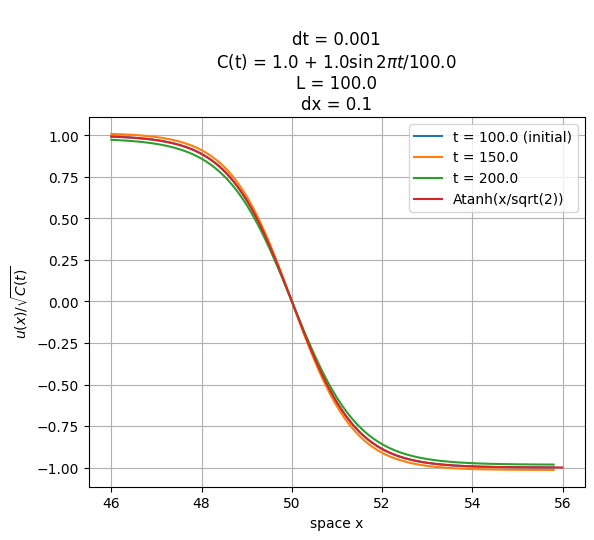 dt = 0.001
C(t) = 1.0 + 1.0sin 2πt/100.0
L = 100.0
dx = 0.1
t = 100.0 (initial)
t = 150.0
t = 200.0
Atanh(x/sqrt(2))
1.00
0.75
0.50
0.25
0.00
−0.25
−0.50
−0.75
−1.00
u(x)/√C(t)
46
48
50
52
54
56
space x